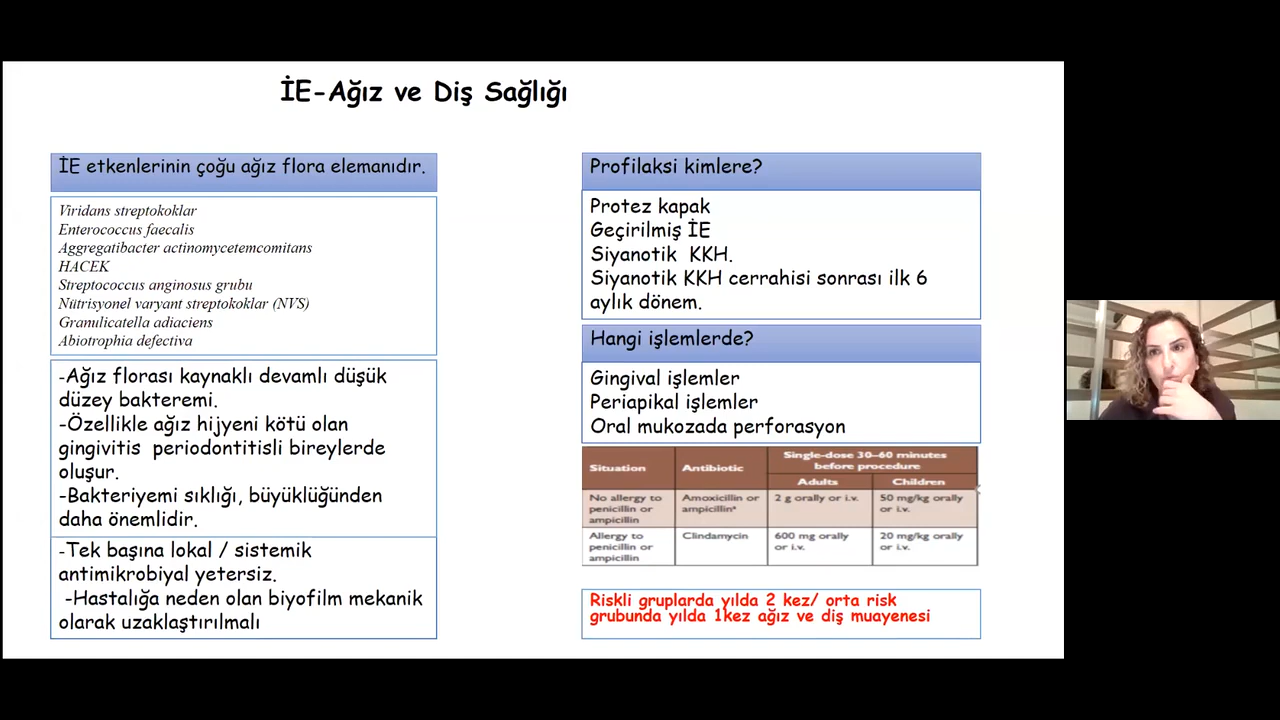 İE-Ağız ve Diş Sağlığı
İE etkenlerinin çoğu ağız flora elemanıdır.
Viridans streptokoklar
Enterococcus faecalis
Aggregatibacter actinomycetemcomitans
HACEK
Streptococcus anginosus grubu
Nütrisyonel varyant streptokoklar (NVS)
Granulicatella adiaciens
Abiotrophia defectiva
-Ağız florası kaynaklı devamlı düşük
düzey bakteremi.
-Özellikle ağız hijyeni kötü olan
gingivitis periodontitisli bireylerde
oluşur.
-Bakteriyemi sıklığı, büyüklüğünden
daha önemlidir.
-Tek başına lokal / sistemik
antimikrobiyal yetersiz.
-Hastalığa neden olan biyofilm mekanik
olarak uzaklaştırılmalı
Profilaksi kimlere?
Protez kapak
Geçirilmiş İE
Siyanotik KKH.
Siyanotik KKH cerrahisi sonrası ilk 6
aylık dönem.
Hangi işlemlerde?
Gingival işlemler
Periapikal işlemler
Oral mukozada perforasyon
Situation Antibiotic Single-dose 30–60 minutes
before procedure
Adults Children
No allergy to Amoxicillin or 2 g orally or i.v. 50 mg/kg orally
penicillin or ampicillin* or i.v.
ampicillin
Allergy to Clindamycin 600 mg orally 20 mg/kg orally
penicillin or or i.v. or i.v.
ampicillin
Riskli gruplarda yılda 2 kez/ orta risk
grubunda yılda 1kez ağız ve diş muayenesi